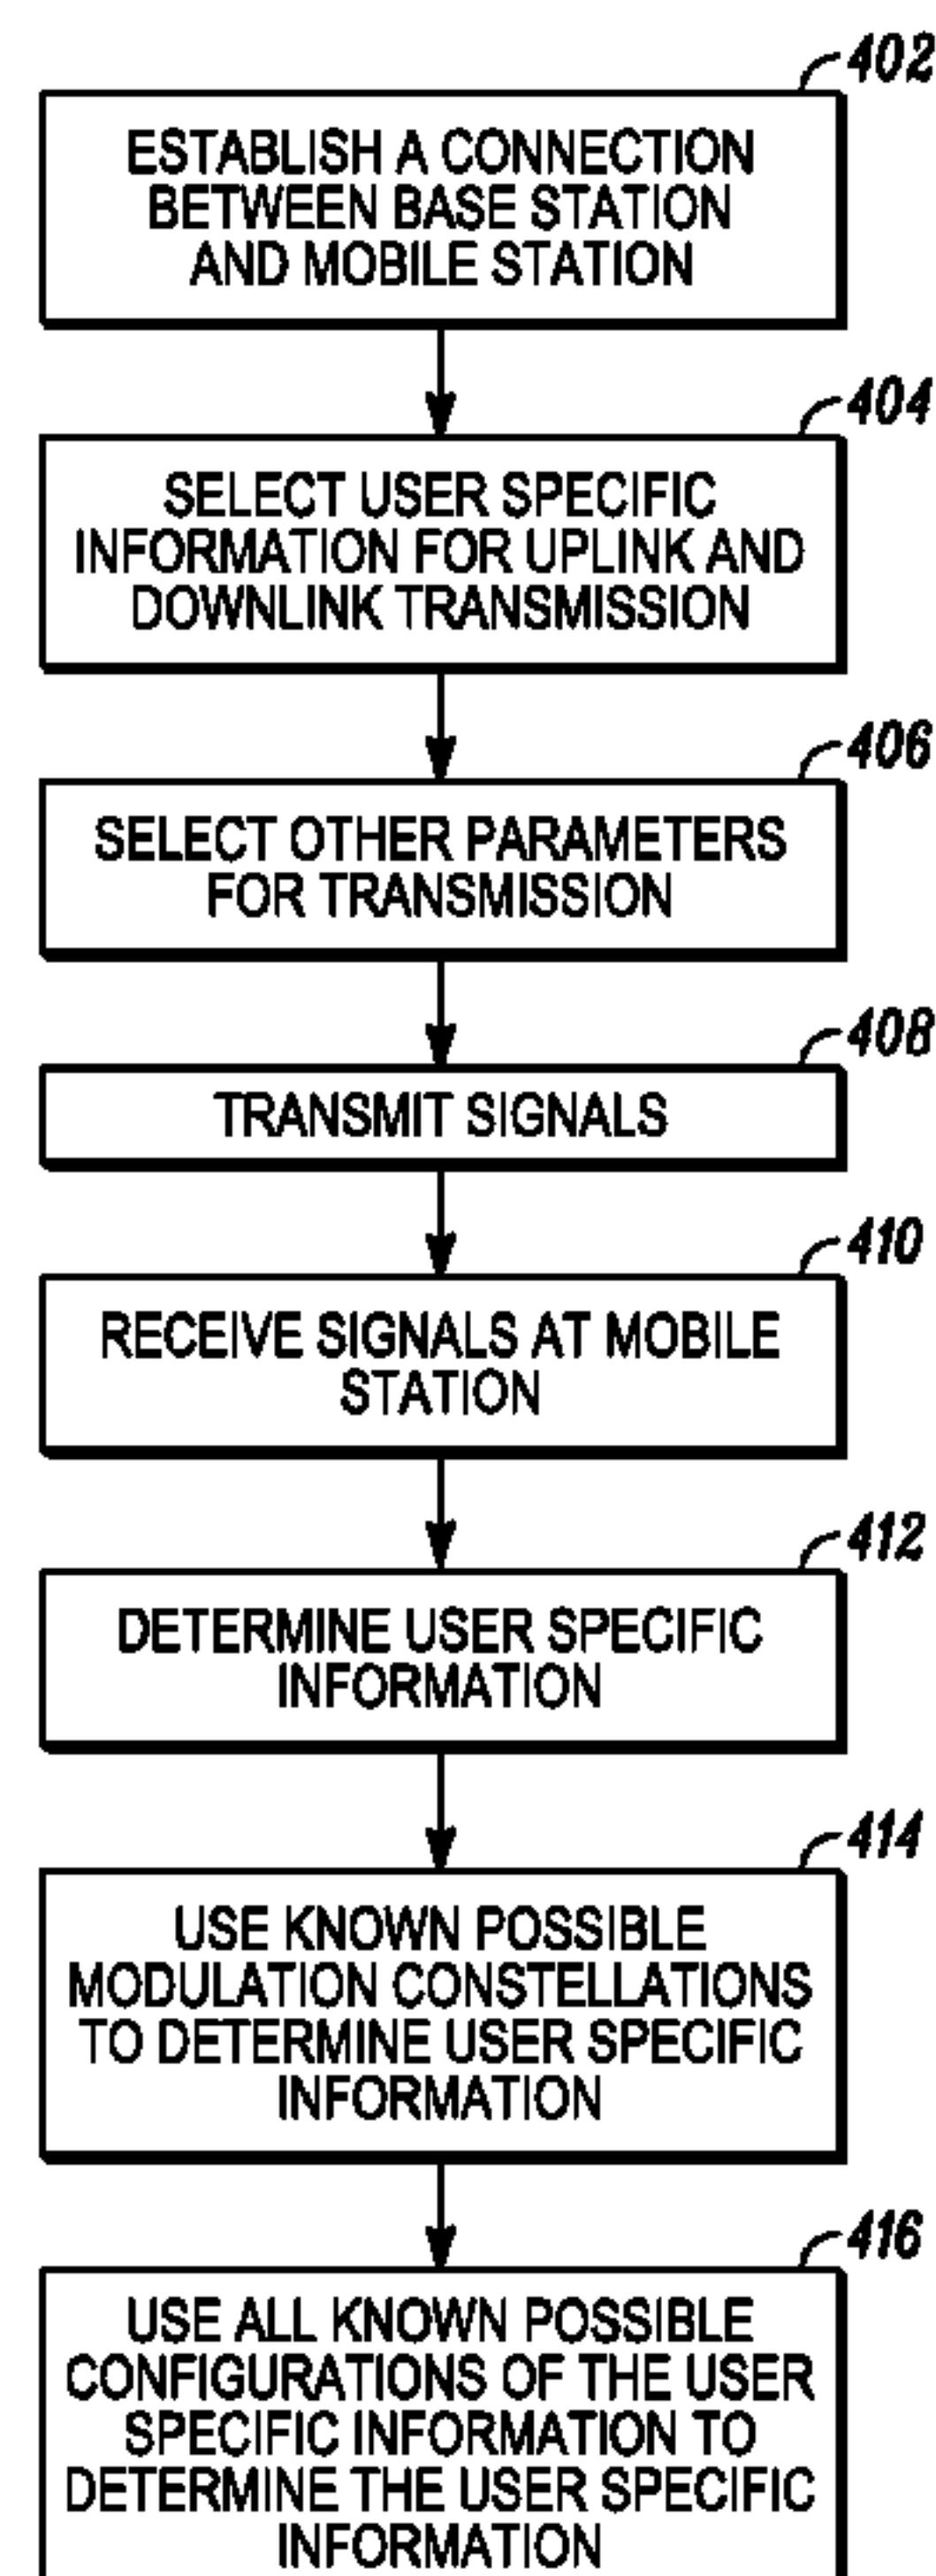 402
ESTABLISH A CONNECTION
BETWEEN BASE STATION
AND MOBILE STATION
404
SELECT USER SPECIFIC
INFORMATION FOR UPLINK AND
DOWNLINK TRANSMISSION
406
SELECT OTHER PARAMETERS
FOR TRANSMISSION
408
TRANSMIT SIGNALS
410
RECEIVE SIGNALS AT MOBILE
STATION
412
DETERMINE USER SPECIFIC
INFORMATION
414
USE KNOWN POSSIBLE
MODULATION CONSTELLATIONS
TO DETERMINE USER SPECIFIC
INFORMATION
416
USE ALL KNOWN POSSIBLE
CONFIGURATIONS OF THE USER
SPECIFIC INFORMATION TO
DETERMINE THE USER SPECIFIC
INFORMATION